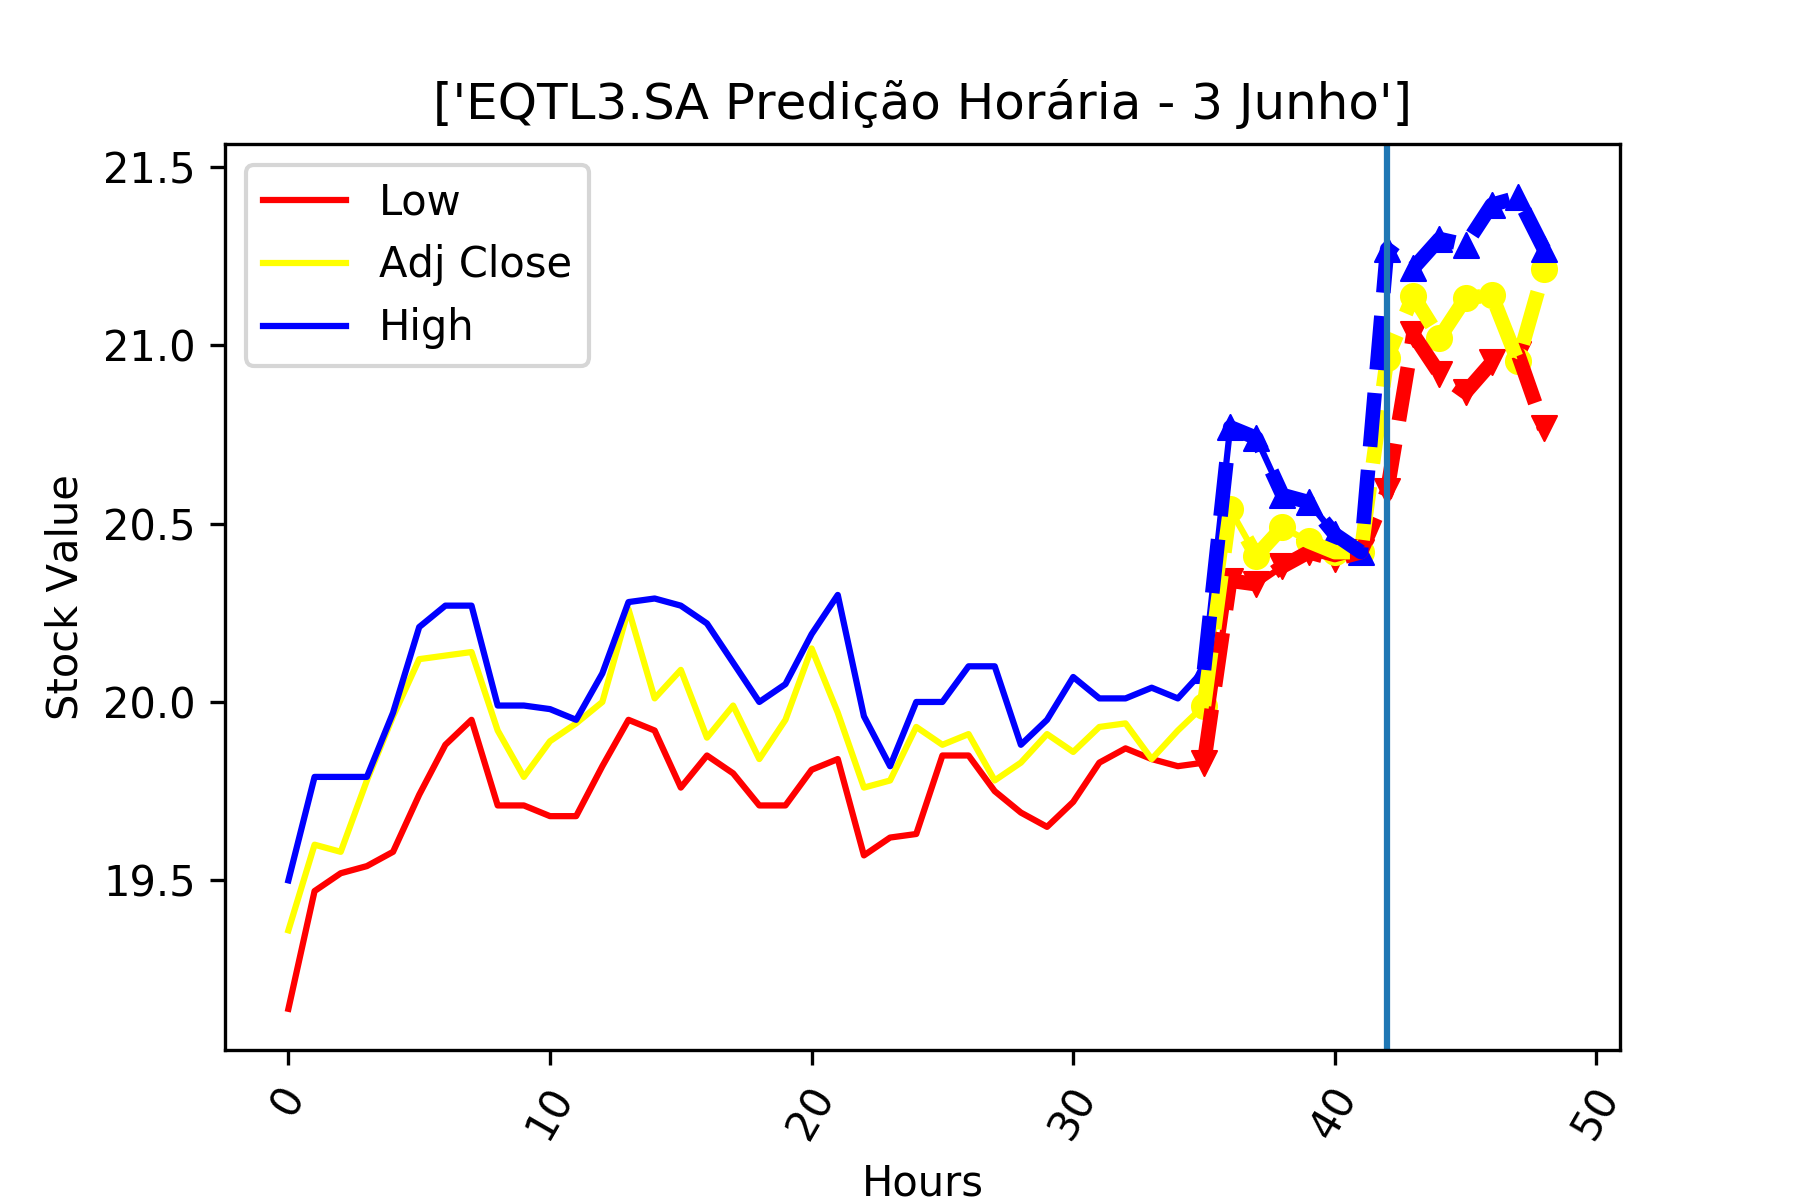 ['EQTL3.SA Predição Horária - 3 Junho']
21.5
21.0
20.5
20.0
19.5
Stock Value
Low
Adj Close
High
0
10
20
30
40
50
Hours